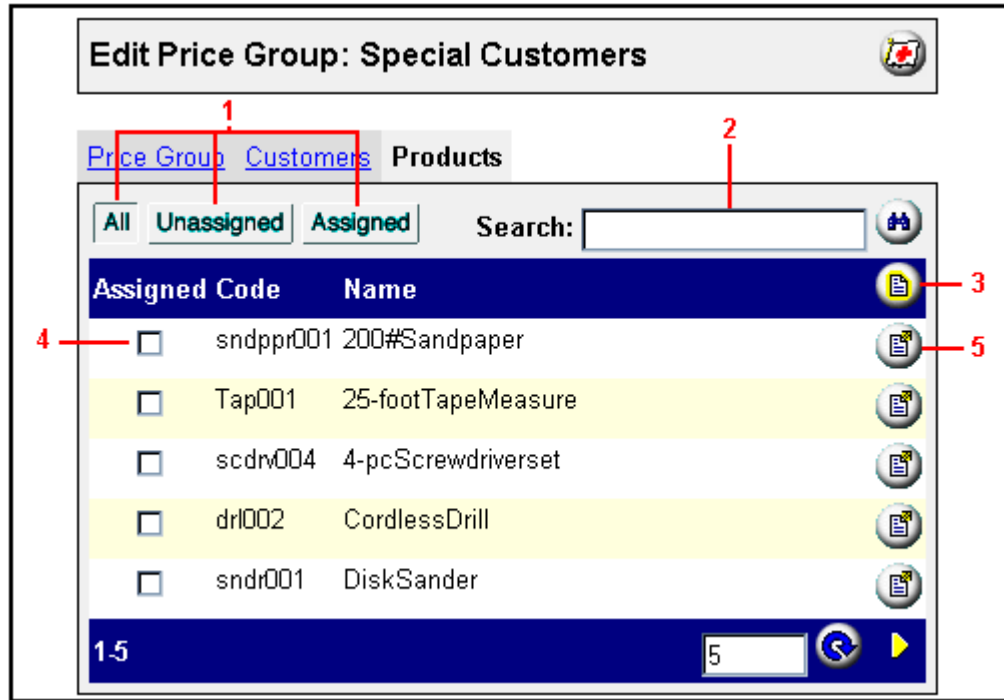 Edit Price Group: Special Customers
1
2
Price Group Customers Products
All Unassigned Assigned Search:
Assigned Code Name
3
4
sndppr001 200#Sandpaper
5
Tap001 25-footTapeMeasure
scdrv004 4-pcScrewdriverset
drl002 CordlessDrill
sndr001 DiskSander
1-5 5